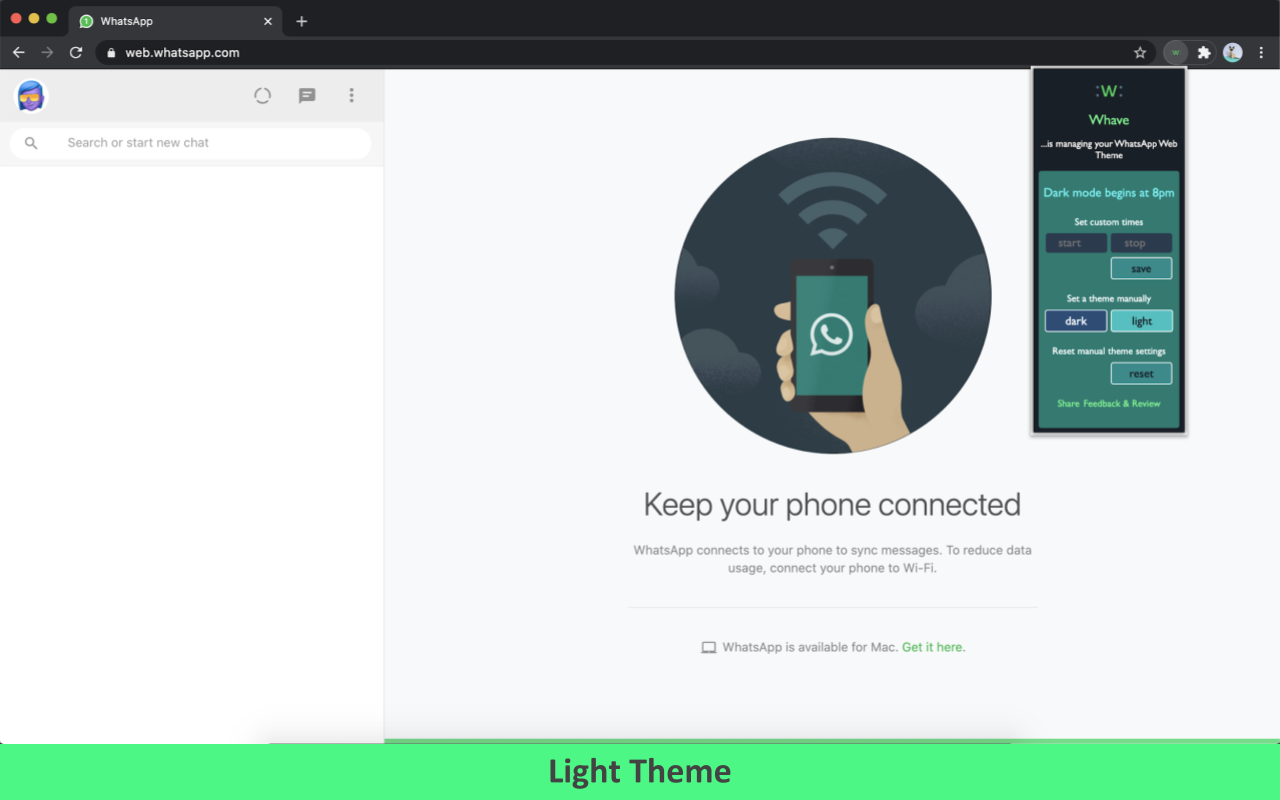 WhatsApp
web.whatsapp.com
w
Search or start new chat
:W:
Whave
...is managing your WhatsApp Web
Theme
Dark mode begins at 8pm
Set custom times
start stop
save
Set a theme manually
dark light
Reset manual theme settings
reset
Share Feedback & Review
Keep your phone connected
WhatsApp connects to your phone to sync messages. To reduce data
usage, connect your phone to Wi-Fi.
WhatsApp is available for Mac. Get it here.
Light Theme